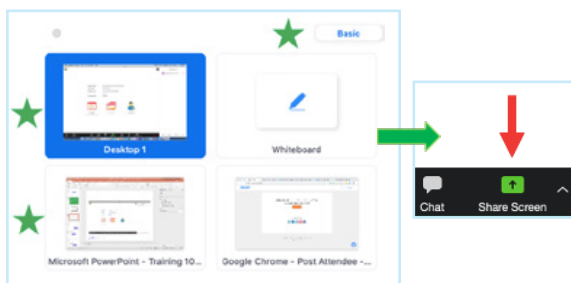 Basic
Desktop 1
Whiteboard
Microsoft PowerPoint - Training 10...
Google Chrome - Post Attendee -...
Chat
Share Screen